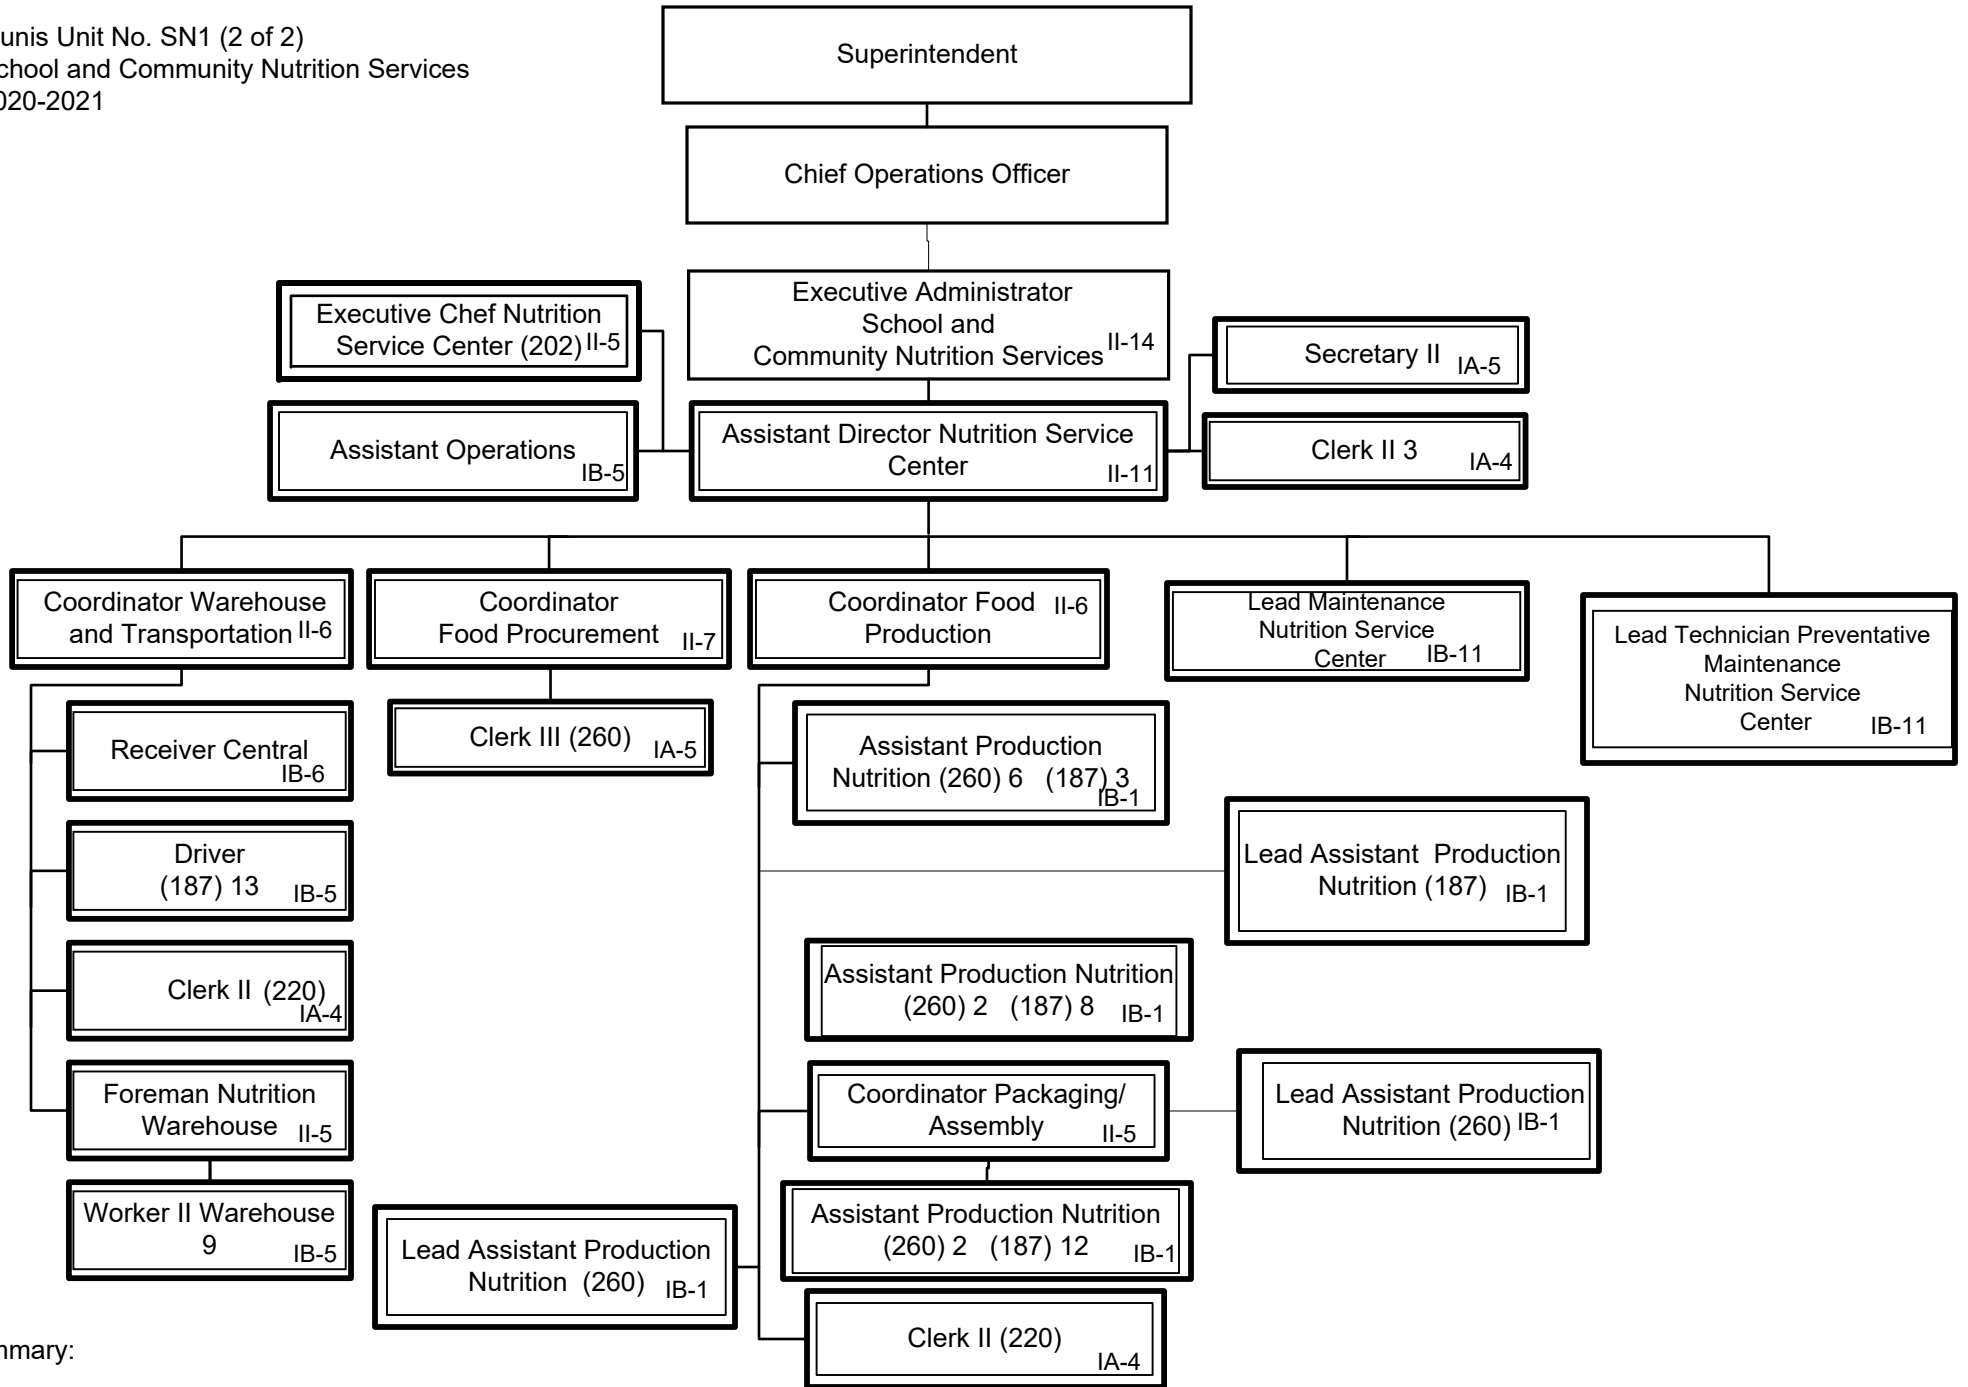 unis Unit No. SN1 (2 of 2)
chool and Community Nutrition Services
020-2021
Superintendent
Chief Operations Officer
Executive Administrator
School and
Community Nutrition Services II-14
Executive Chef Nutrition
Service Center (202) II-5
Secretary II IA-5
Assistant Operations
IB-5
Assistant Director Nutrition Service
Center II-11
Clerk II 3 IA-4
Coordinator Warehouse
and Transportation II-6
Coordinator
Food Procurement II-7
Coordinator Food II-6
Production
Lead Maintenance
Nutrition Service
Center IB-11
Lead Technician Preventative
Maintenance
Nutrition Service
Center IB-11
Receiver Central
IB-6
Clerk III (260) IA-5
Assistant Production
Nutrition (260) 6 (187) 3
IB-1
Driver
(187) 13 IB-5
Lead Assistant Production
Nutrition (187) IB-1
Clerk II (220)
IA-4
Assistant Production Nutrition
(260) 2 (187) 8 IB-1
Foreman Nutrition
Warehouse II-5
Coordinator Packaging/
Assembly II-5
Lead Assistant Production
Nutrition (260) IB-1
Worker II Warehouse
9 IB-5
Lead Assistant Production
Nutrition (260) IB-1
Assistant Production Nutrition
(260) 2 (187) 12 IB-1
Clerk II (220)
IA-4
mmary: